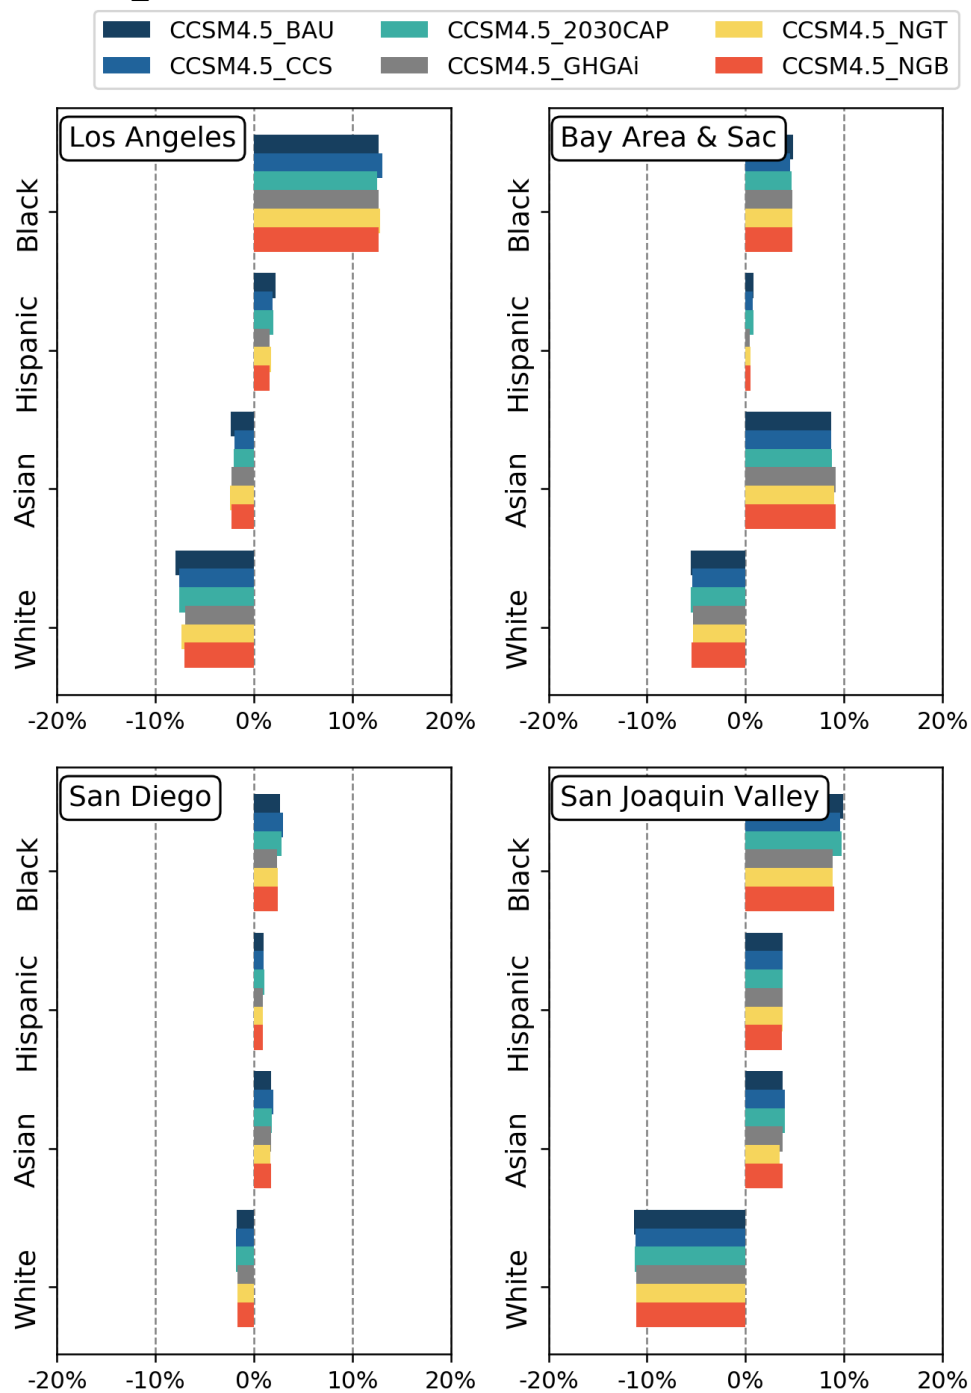 CCSM4.5_BAU CCSM4.5_2030CAP CCSM4.5_NGT
CCSM4.5_CCS CCSM4.5_GHGAi CCSM4.5_NGB
Los Angeles
Black
Hispanic
Asian
White
-20% -10% 0% 10% 20%
Bay Area & Sac
Black
Hispanic
Asian
White
-20% -10% 0% 10% 20%
San Diego
Black
Hispanic
Asian
White
-20% -10% 0% 10% 20%
San Joaquin Valley
Black
Hispanic
Asian
White
-20% -10% 0% 10% 20%